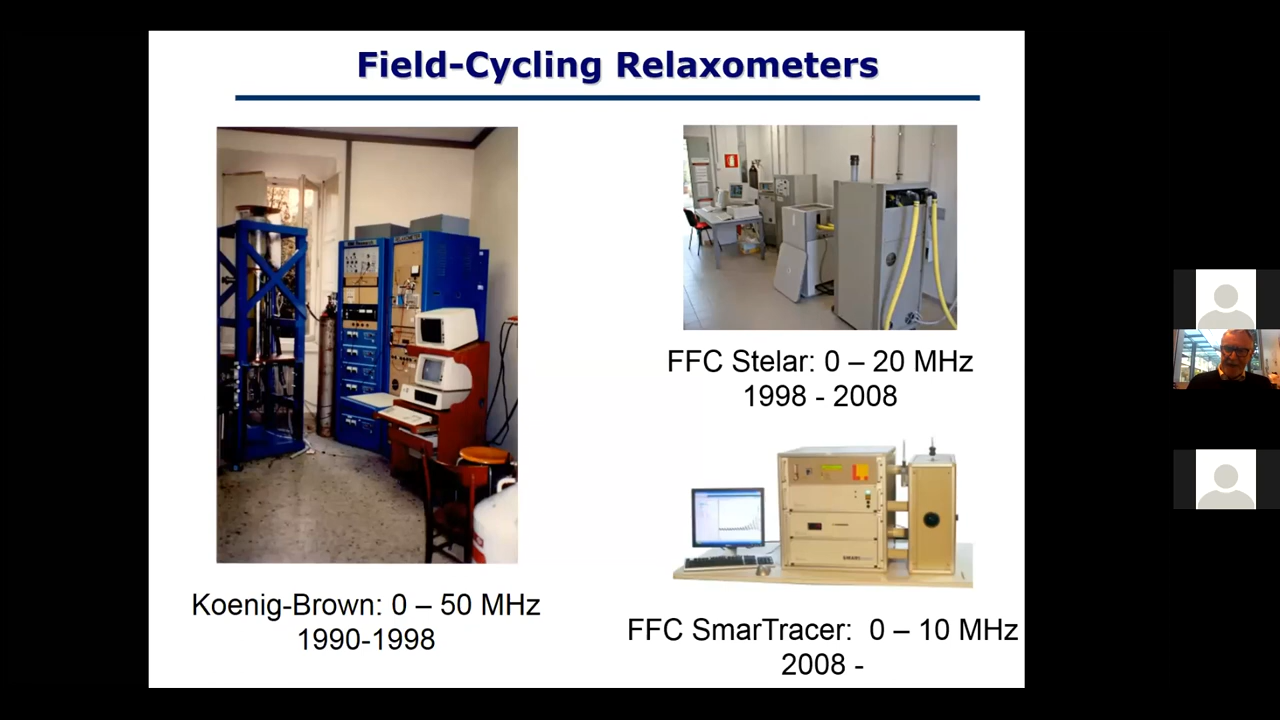 Field-Cycling Relaxometers
Koenig-Brown: 0 – 50 MHz
1990-1998
FFC Stelar: 0 – 20 MHz
1998 - 2008
FFC SmarTracer:  0 – 10 MHz
2008 -